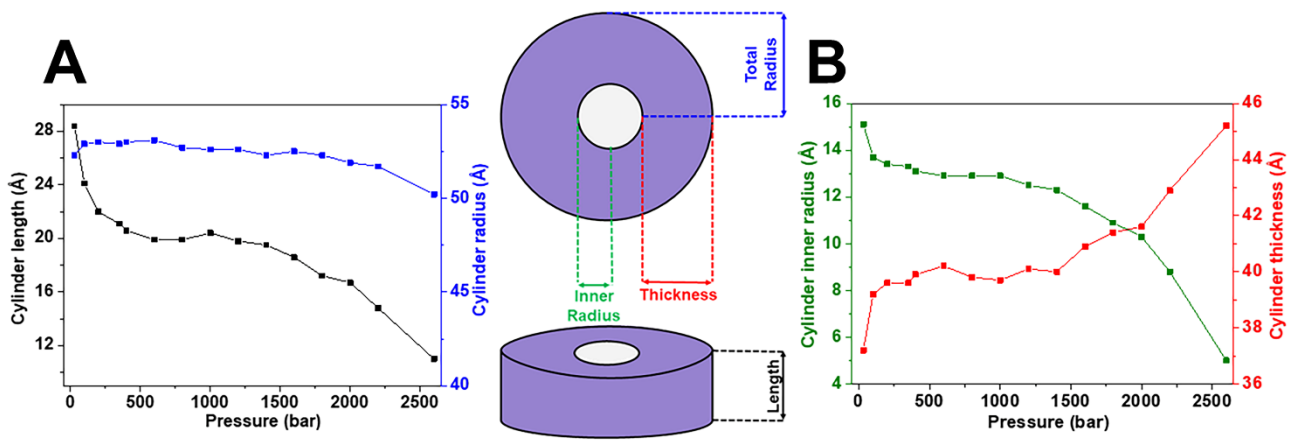 A
28
24
20
16
12
Cylinder length (Å)
0 500 1000 1500 2000 2500
Pressure (bar)
55
50
45
40
Cylinder radius (Å)
Total
Radius
Inner
Radius
Thickness
Length
B
16
14
12
10
8
6
4
Cylinder inner radius (Å)
0 500 1000 1500 2000 2500
Pressure (bar)
46
44
42
40
38
36
Cylinder thickness (Å)